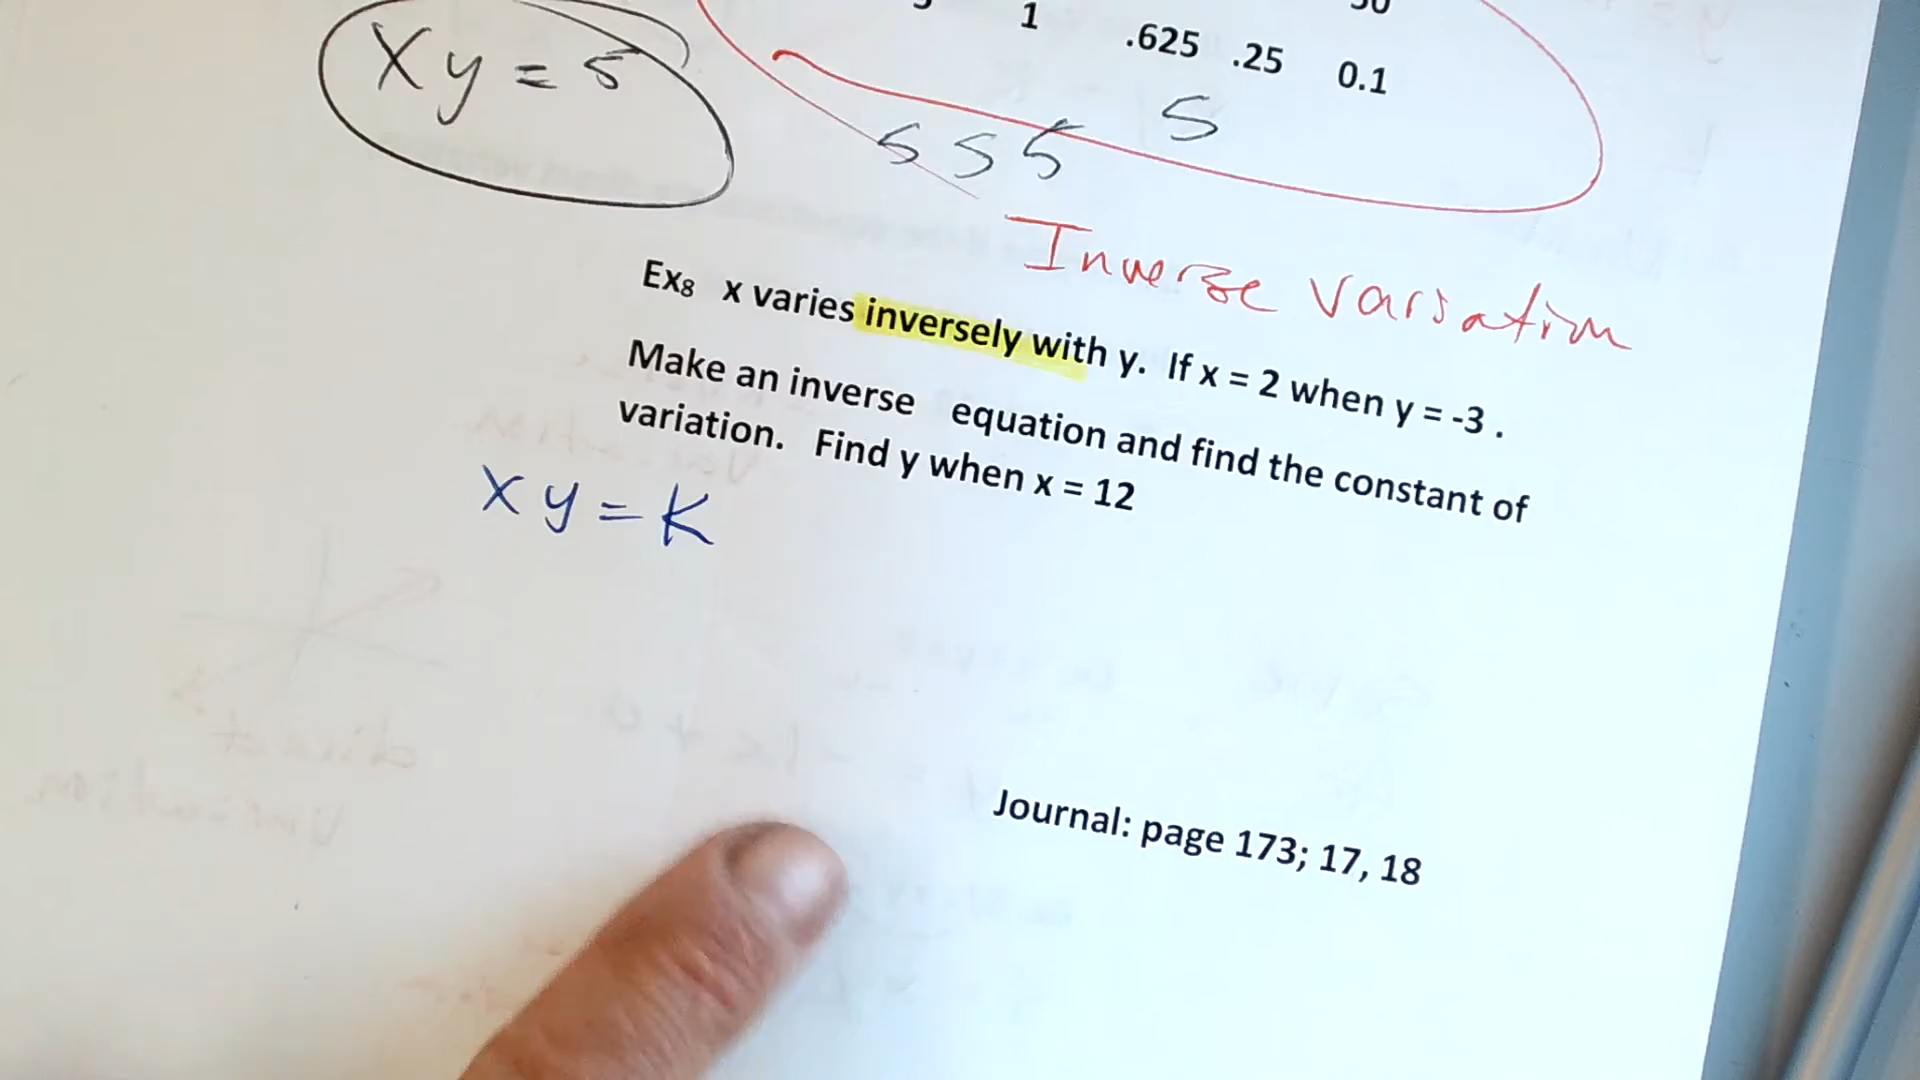 1 .625 .25 0.1
xy = 5
5 5 5 5
Inverse variation
Ex8 x varies inversely with y. If x = 2 when y = -3 .
Make an inverse equation and find the constant of
variation. Find y when x = 12
xy = K
Journal: page 173; 17, 18